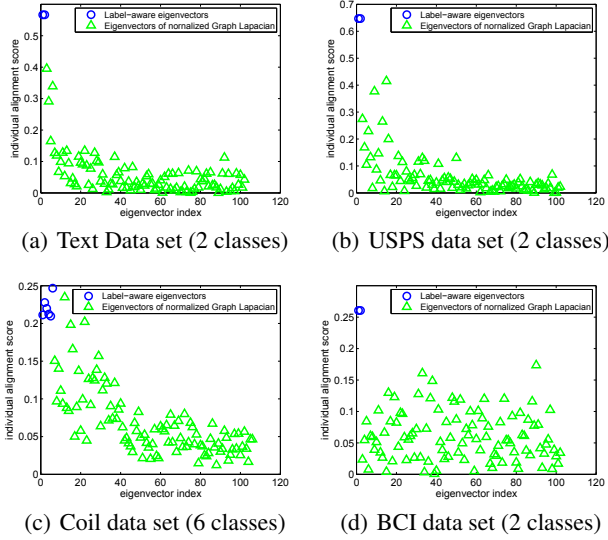 Label-aware eigenvectors
Eigenvectors of nornalized Graph Lapacian
individual alignment score
0.5
0.4
0.3
0.2
0.1
0
0 20 40 60 80 100 120
eigenvector index
(a) Text Data set (2 classes)
Label-aware eigenvectors
Eigenvectors of nornalized Graph Lapacian
individual alignment score
0.7
0.6
0.5
0.4
0.3
0.2
0.1
0
0 20 40 60 80 100 120
eigenvector index
(b) USPS data set (2 classes)
Label-aware eigenvectors
Eigenvectors of nornalized Graph Lapacian
individual alignment score
0.25
0.2
0.15
0.1
0.05
0
0 20 40 60 80 100 120
eigenvector index
(c) Coil data set (6 classes)
Label-aware eigenvectors
Eigenvectors of nornalized Graph Lapacian
individual alignment score
0.25
0.2
0.15
0.1
0.05
0
0 20 40 60 80 100 120
eigenvector index
(d) BCI data set (2 classes)